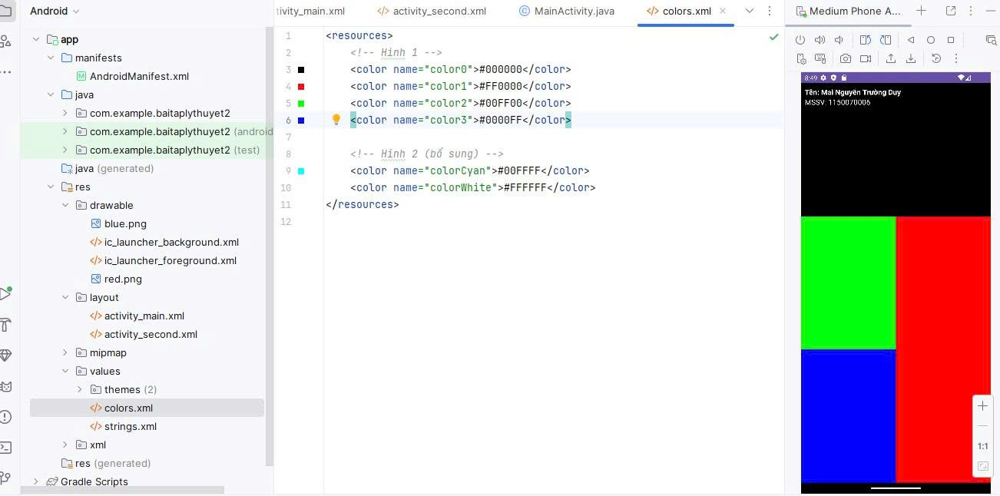 Android
tivity_main.xml
activity_second.xml
MainActivity.java
colors.xml
Medium Phone A...
app
manifests
AndroidManifest.xml
java
com.example.baitaplythuyet2
com.example.baitaplythuyet2 (android
com.example.baitaplythuyet2 (test)
java (generated)
res
drawable
blue.png
ic_launcher_background.xml
ic_launcher_foreground.xml
red.png
layout
activity_main.xml
activity_second.xml
mipmap
values
themes (2)
colors.xml
strings.xml
xml
res (generated)
Gradle Scripts
1 <resources>
2 <!-- Hình 1 -->
3 <color name="color0">#000000</color>
4 <color name="color1">#FF0000</color>
5 <color name="color2">#00FF00</color>
6 <color name="color3">#0000FF</color>
7
8 <!-- Hình 2 (bổ sung) -->
9 <color name="colorCyan">#00FFFF</color>
10 <color name="colorWhite">#FFFFFF</color>
11 </resources>
12
8:49
Tên: Mai Nguyễn Trường Duy
MSSV: 1150070006
1:1